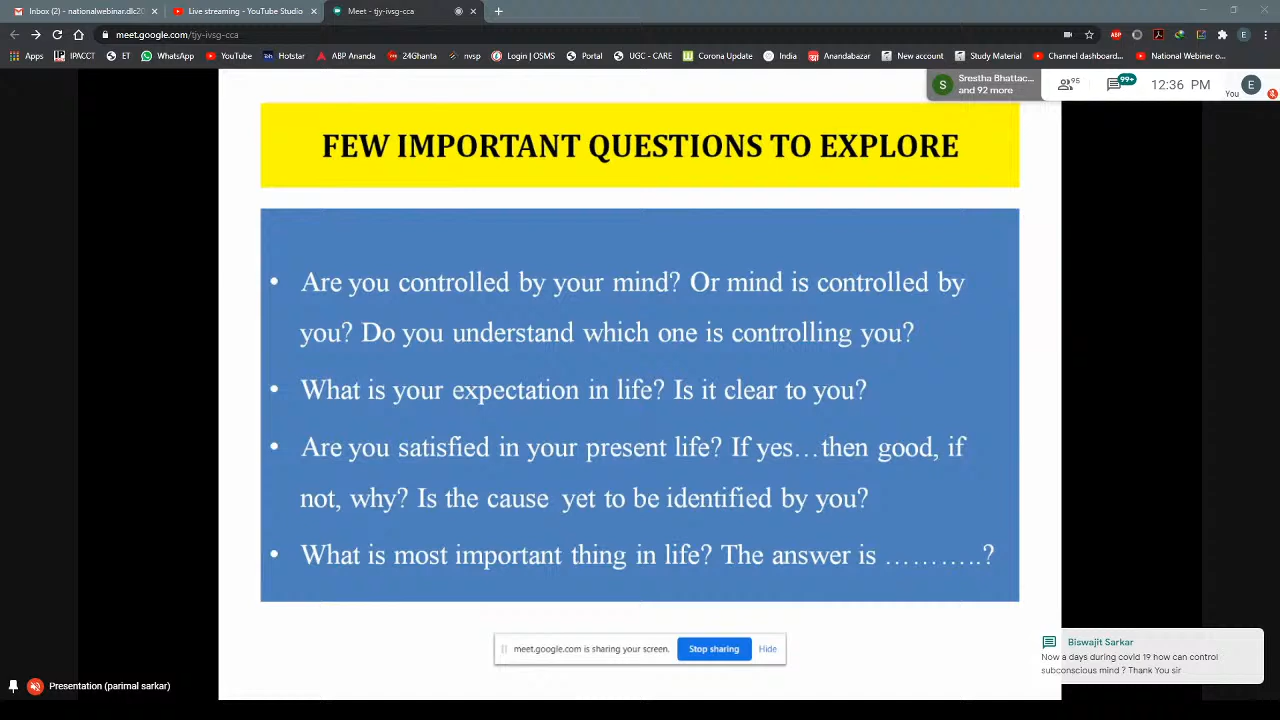 Inbox (2) - nationalwebinar.dlc20
Live streaming - YouTube Studio
Meet - tjy-ivsg-cca
meet.google.com/tjy-ivsg-cca
ABP
E
Apps
IPACCT
ET
WhatsApp
YouTube
Hotstar
ABP Ananda
24Ghanta
nvsp
Login | OSMS
Portal
UGC - CARE
Corona Update
India
Anandabazar
New account
Study Material
Channel dashboard...
National Webiner o...
S
Srestha Bhattac...
and 92 more
95
99+
12:36 PM
You
E
FEW IMPORTANT QUESTIONS TO EXPLORE
• Are you controlled by your mind? Or mind is controlled by
you? Do you understand which one is controlling you?
• What is your expectation in life? Is it clear to you?
• Are you satisfied in your present life? If yes…then good, if
not, why? Is the cause yet to be identified by you?
• What is most important thing in life? The answer is ………..?
meet.google.com is sharing your screen.
Stop sharing
Hide
Biswajit Sarkar
Now a days during covid 19 how can control
subconscious mind ? Thank You sir
Presentation (parimal sarkar)